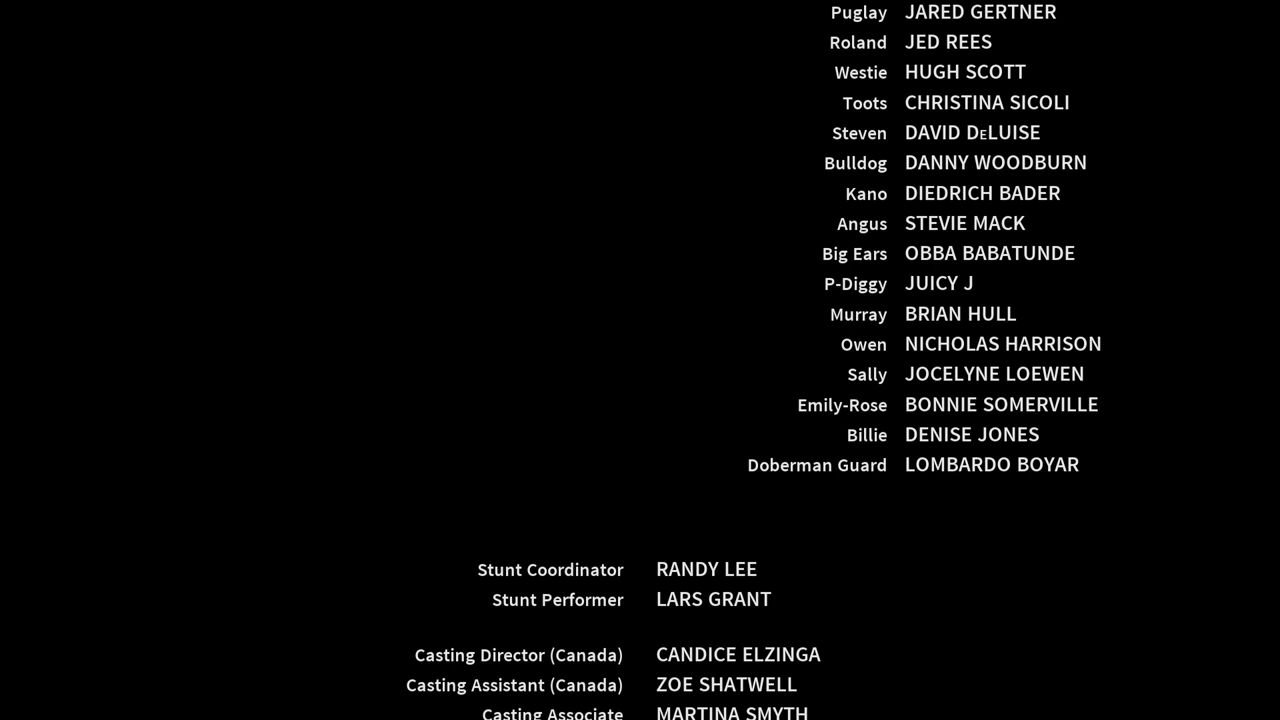 Puglay JARED GERTNER
Roland JED REES
Westie HUGH SCOTT
Toots CHRISTINA SICOLI
Steven DAVID DeLUISE
Bulldog DANNY WOODBURN
Kano DIEDRICH BADER
Angus STEVIE MACK
Big Ears OBBA BABATUNDE
P-Diggy JUICY J
Murray BRIAN HULL
Owen NICHOLAS HARRISON
Sally JOCELYNE LOEWEN
Emily-Rose BONNIE SOMERVILLE
Billie DENISE JONES
Doberman Guard LOMBARDO BOYAR
Stunt Coordinator RANDY LEE
Stunt Performer LARS GRANT
Casting Director (Canada) CANDICE ELZINGA
Casting Assistant (Canada) ZOE SHATWELL
Casting Associate MARTINA SMYTH